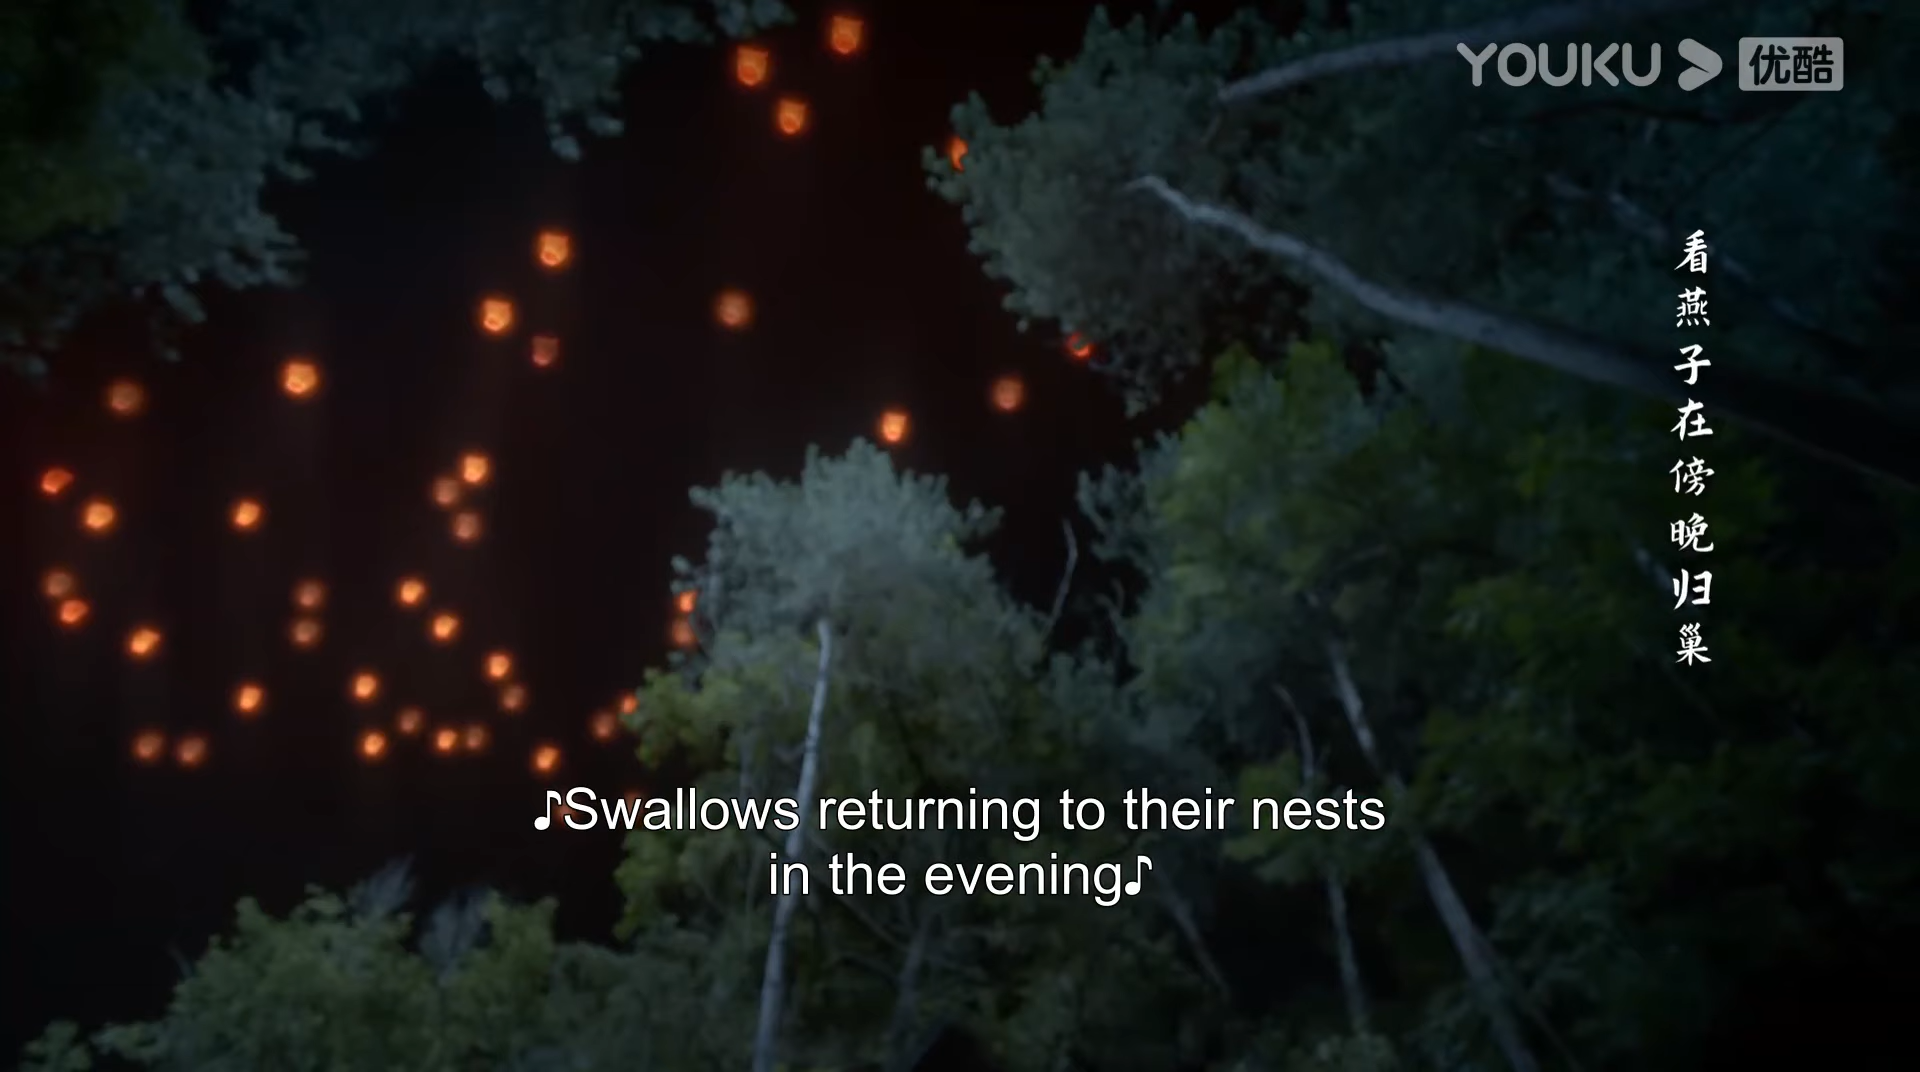 YOUKU 优酷
看燕子在傍晚归巢
♪Swallows returning to their nests
in the evening♪